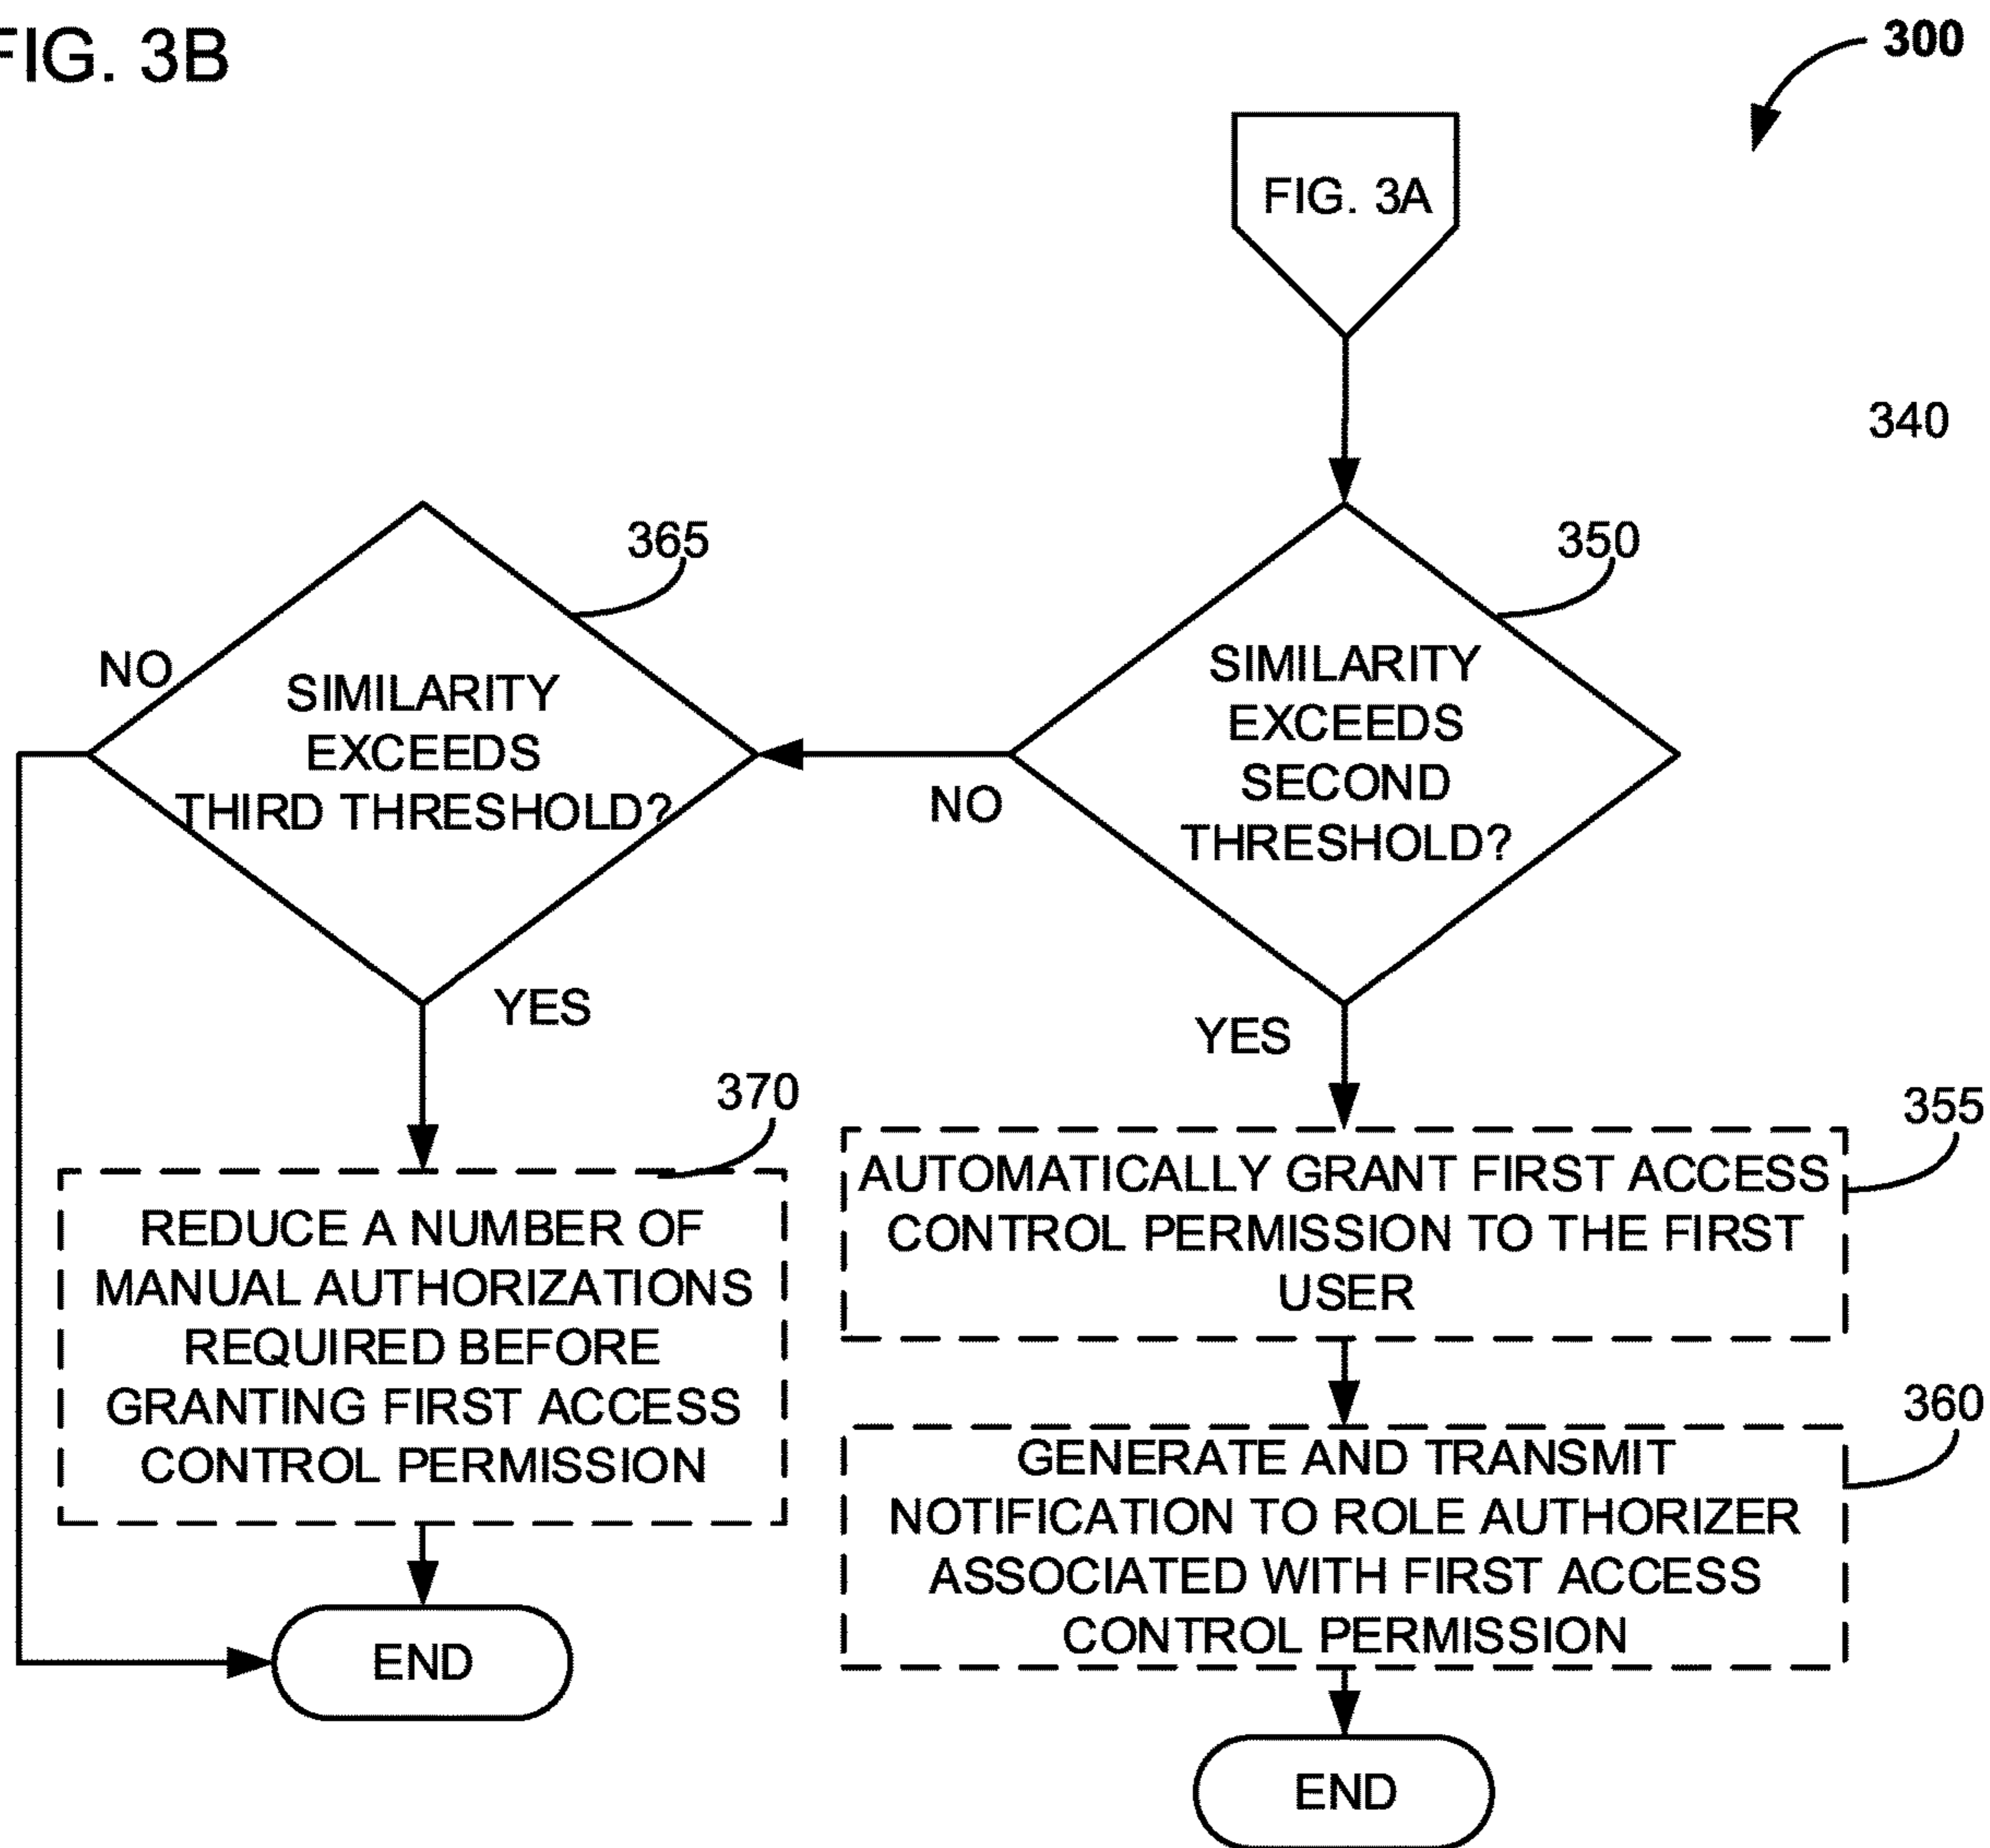 FIG. 3B
300
FIG. 3A
340
365
350
NO
SIMILARITY
EXCEEDS
THIRD THRESHOLD?
SIMILARITY
EXCEEDS
SECOND
THRESHOLD?
NO
YES
YES
370
355
REDUCE A NUMBER OF
MANUAL AUTHORIZATIONS
REQUIRED BEFORE
GRANTING FIRST ACCESS
CONTROL PERMISSION
AUTOMATICALLY GRANT FIRST ACCESS
CONTROL PERMISSION TO THE FIRST
USER
360
GENERATE AND TRANSMIT
NOTIFICATION TO ROLE AUTHORIZER
ASSOCIATED WITH FIRST ACCESS
CONTROL PERMISSION
END
END